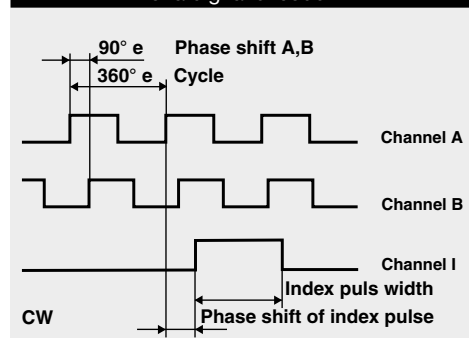 90° e Phase shift A,B
360° e Cycle
Channel A
Channel B
Channel I
Index puls width
CW Phase shift of index pulse